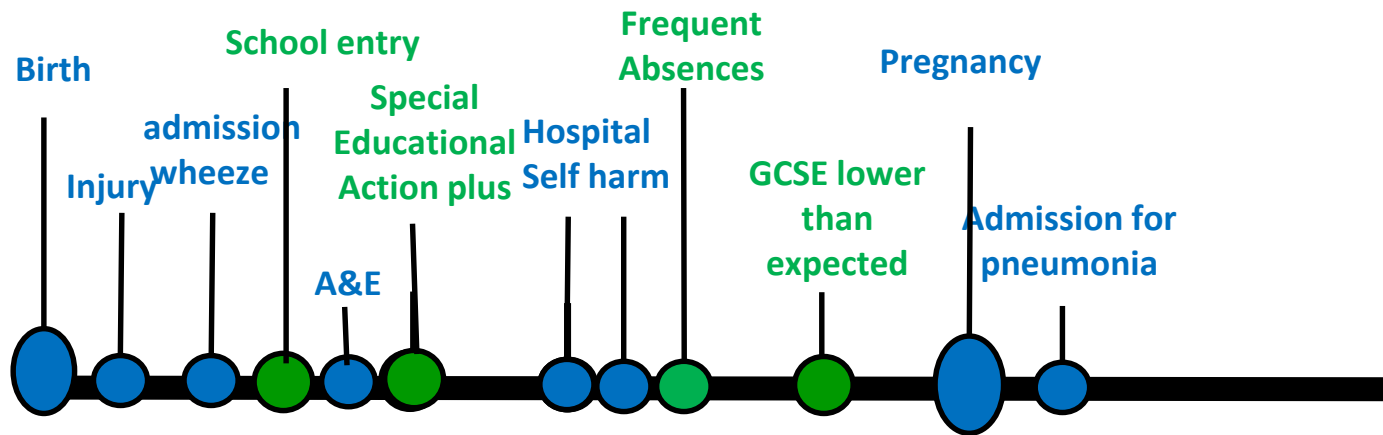 Birth
School entry
Frequent
Absences
Pregnancy
Injury
admission
wheeze
Special
Educational
Action plus
Hospital
Self harm
A&E
GCSE lower
than
expected
Admission for
pneumonia